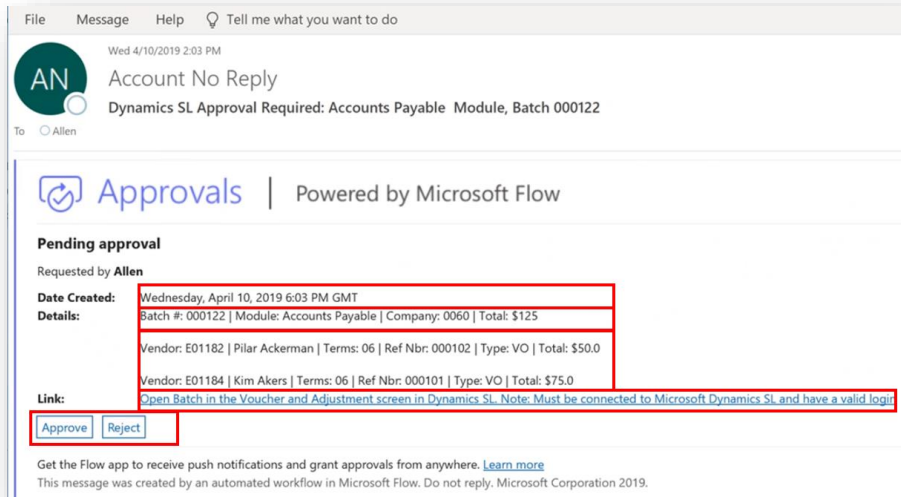 File Message Help Tell me what you want to do
Wed 4/10/2019 2:03 PM
AN
Account No Reply
Dynamics SL Approval Required: Accounts Payable Module, Batch 000122
To Allen
Approvals | Powered by Microsoft Flow
Pending approval
Requested by Allen
Date Created: Wednesday, April 10, 2019 6:03 PM GMT
Details: Batch #: 000122 | Module: Accounts Payable | Company: 0060 | Total: $125
Vendor: E01182 | Pilar Ackerman | Terms: 06 | Ref Nbr: 000102 | Type: VO | Total: $50.0
Vendor: E01184 | Kim Akers | Terms: 06 | Ref Nbr: 000101 | Type: VO | Total: $75.0
Link: Open Batch in the Voucher and Adjustment screen in Dynamics SL. Note: Must be connected to Microsoft Dynamics SL and have a valid login
Approve Reject
Get the Flow app to receive push notifications and grant approvals from anywhere. Learn more
This message was created by an automated workflow in Microsoft Flow. Do not reply. Microsoft Corporation 2019.